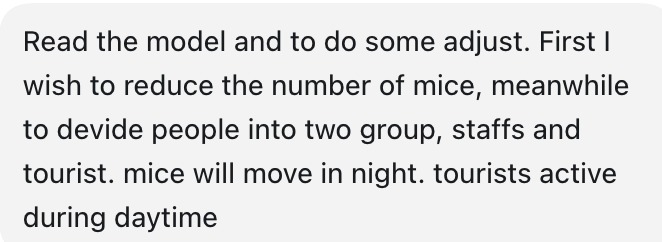 Read the model and to do some adjust. First I
wish to reduce the number of mice, meanwhile
to devide people into two group, staffs and
tourist. mice will move in night. tourists active
during daytime